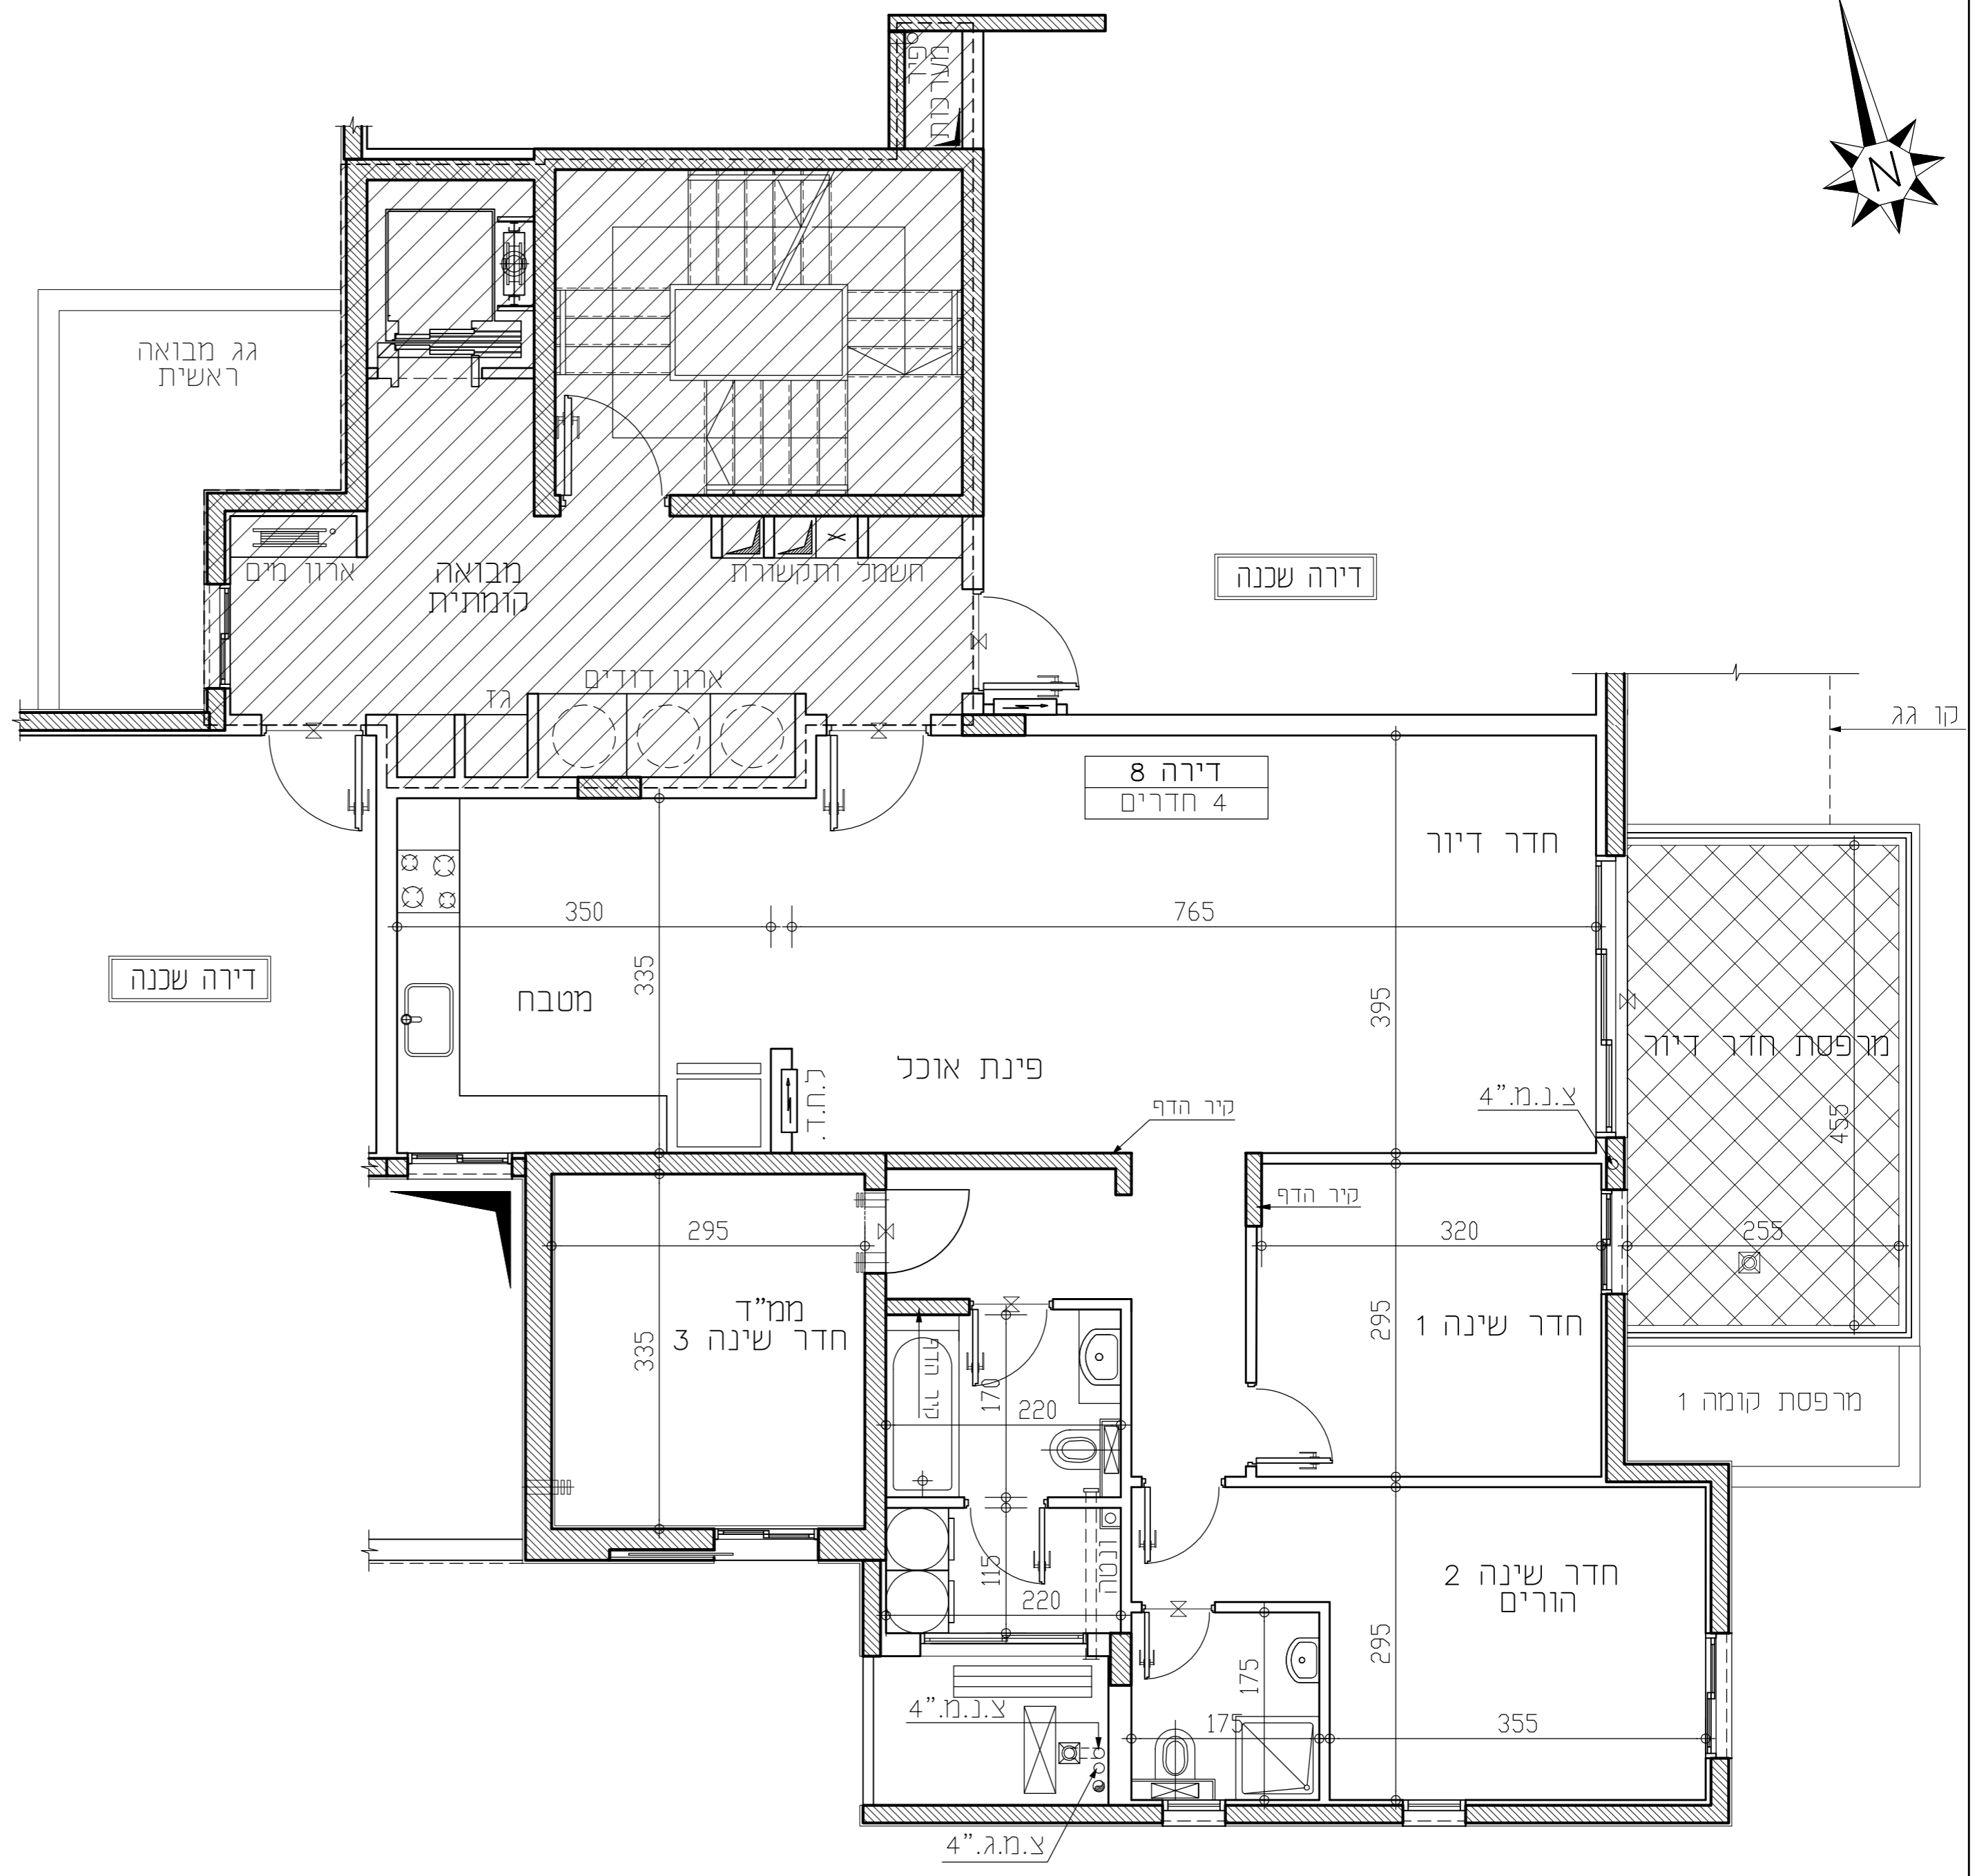 פיר
מערכות
N
גג מבואה
ראשית
ארון מים
מבואה
קומתית
חשמל ותקשורת
דירה שכנה
ארון דודים
גז
קו גג
דירה 8
4 חדרים
חדר דיור
350
765
335
395
דירה שכנה
מטבח
פינת אוכל
ת.ח.ד.
קיר הדף
צ.נ.מ. 4”
מרפסת חדר דיור
455
קיר הדף
295
320
255
ממ”ד
חדר שינה 3
335
קיר הדף
170
220
295
חדר שינה 1
מרפסת קומה 1
115
220
ונטה
חדר שינה 2
הורים
295
175
175
355
צ.נ.מ. 4”
צ.מ.ג. 4”